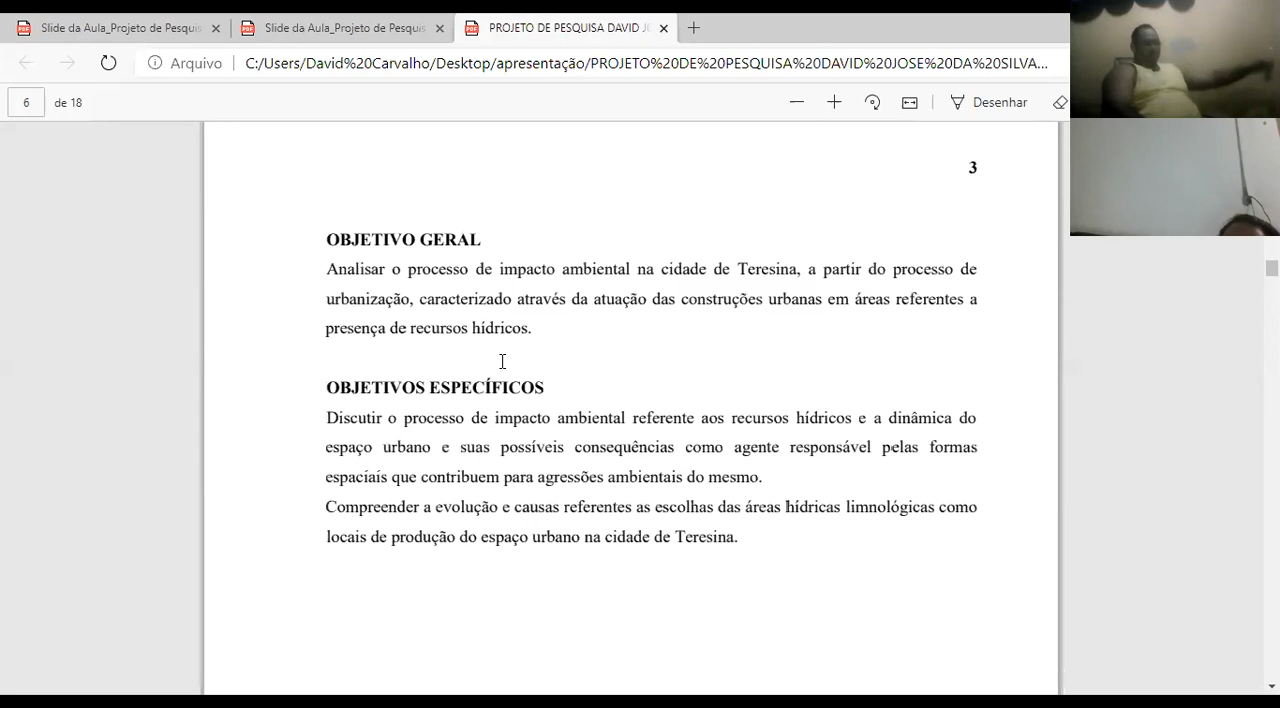 Slide da Aula_Projeto de Pesquis
Slide da Aula_Projeto de Pesquis
PROJETO DE PESQUISA DAVID JO
Arquivo
C:/Users/David%20Carvalho/Desktop/apresentação/PROJETO%20DE%20PESQUISA%20DAVID%20JOSE%20DA%20SILVA...
6 de 18
Desenhar
3
OBJETIVO GERAL
Analisar o processo de impacto ambiental na cidade de Teresina, a partir do processo de
urbanização, caracterizado através da atuação das construções urbanas em áreas referentes a
presença de recursos hídricos.
OBJETIVOS ESPECÍFICOS
Discutir o processo de impacto ambiental referente aos recursos hídricos e a dinâmica do
espaço urbano e suas possíveis consequências como agente responsável pelas formas
espacíaís que contribuem para agressões ambientais do mesmo.
Compreender a evolução e causas referentes as escolhas das áreas hídricas limnológicas como
locais de produção do espaço urbano na cidade de Teresina.